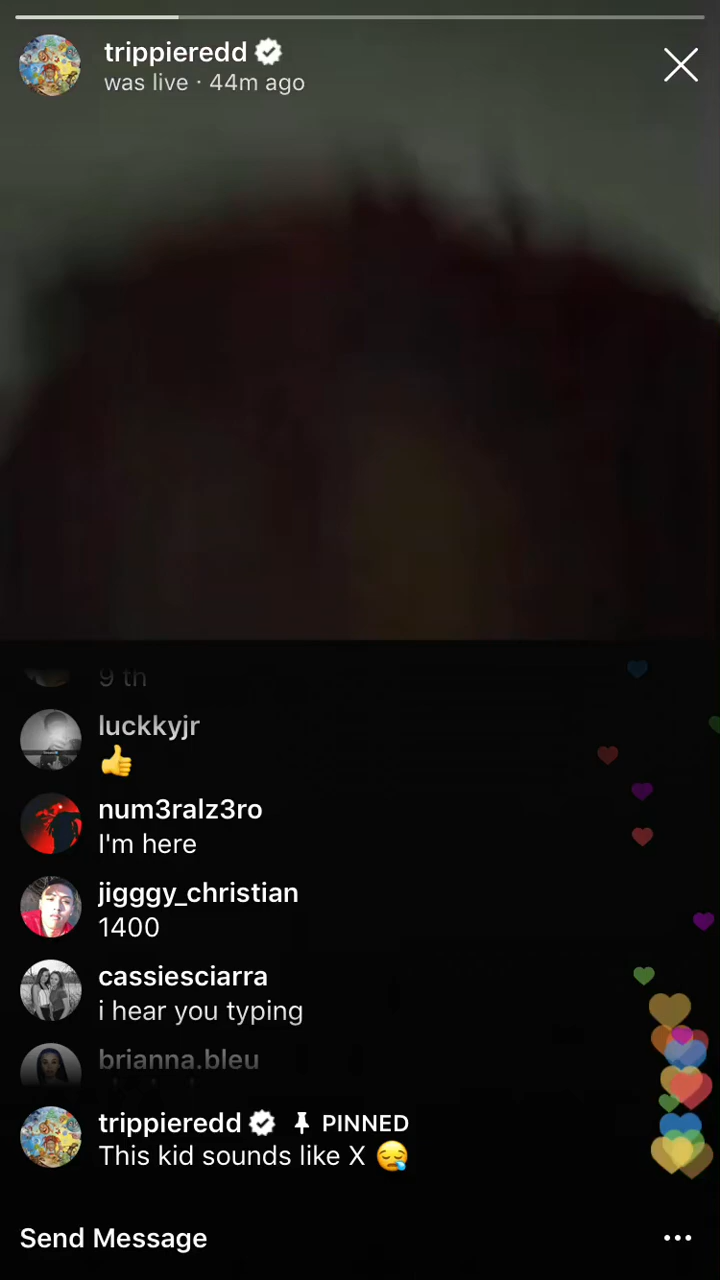 trippieredd
was live · 44m ago
9 th
luckkyjr
👍
num3ralz3ro
I'm here
jigggy_christian
1400
cassiesciarra
i hear you typing
brianna.bleu
trippieredd PINNED
This kid sounds like X 😪
Send Message